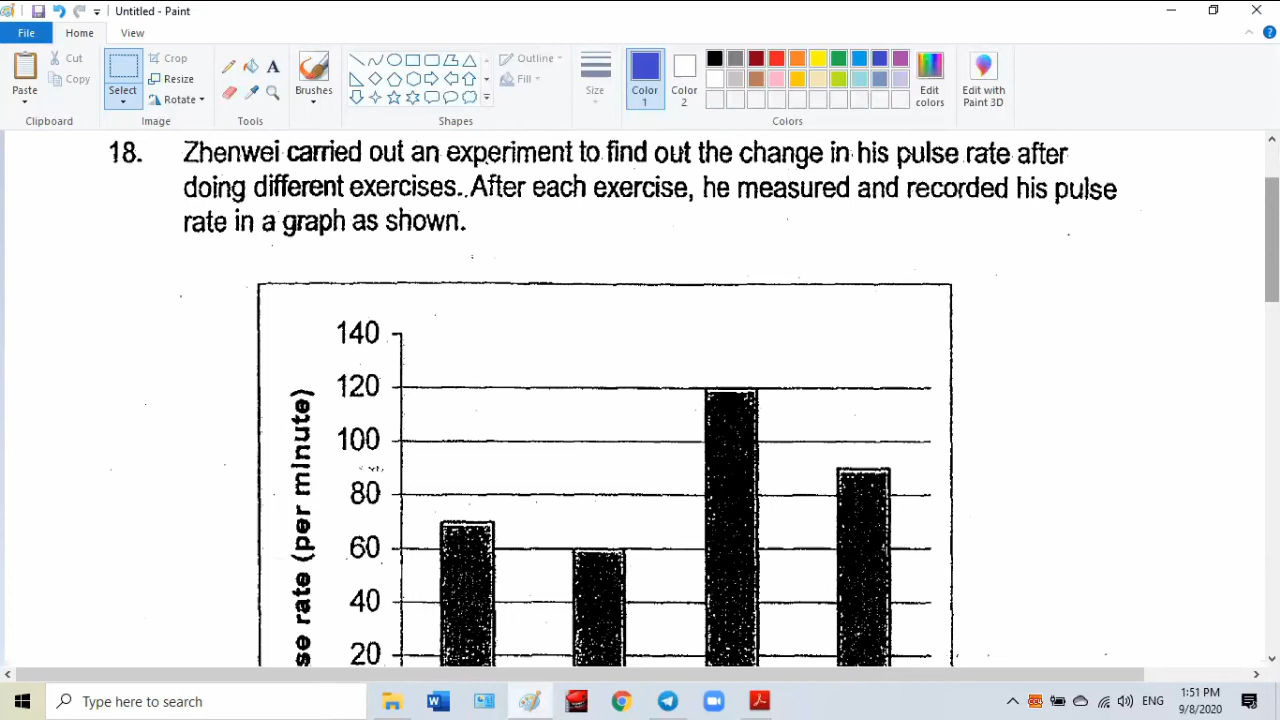 Untitled - Paint
File
Home
View
Paste
Cut
Copy
Clipboard
Select
Crop
Resize
Rotate
Image
Tools
Brushes
Outline
Fill
Shapes
Size
Color
1
Color
2
Edit
colors
Edit with
Paint 3D
Colors
18. Zhenwei carried out an experiment to find out the change in his pulse rate after
doing different exercises. After each exercise, he measured and recorded his pulse
rate in a graph as shown.
140
120
100
80
60
40
20
se rate (per minute)
Type here to search
ENG
1:51 PM
9/8/2020